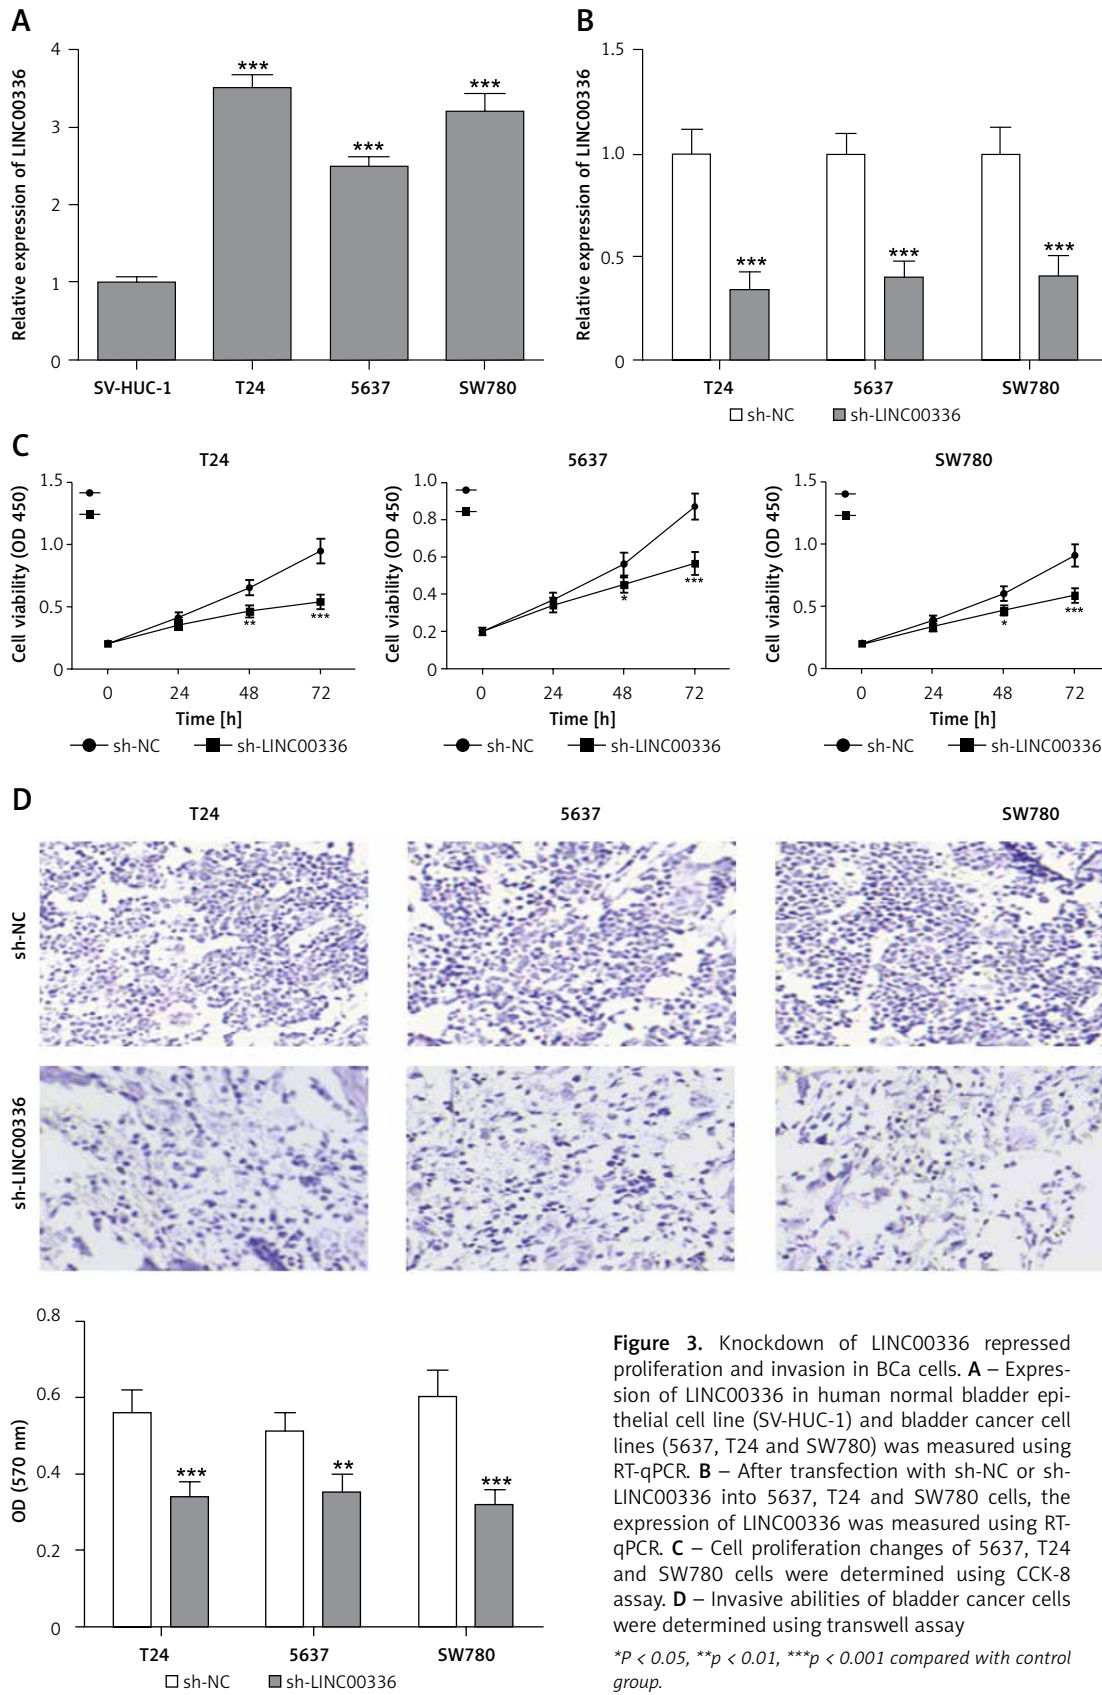 A
Relative expression of LINC00336
4
3
2
1
0
***
***
***
SV-HUC-1 T24 5637 SW780
B
Relative expression of LINC00336
1.5
1.0
0.5
0
***
***
***
T24 5637 SW780
sh-NC sh-LINC00336
C
T24
Cell viability (OD 450)
1.5
1.0
0.5
0
**
***
0 24 48 72
Time [h]
sh-NC sh-LINC00336
5637
Cell viability (OD 450)
1.0
0.8
0.6
0.4
0.2
0
*
***
0 24 48 72
Time [h]
sh-NC sh-LINC00336
SW780
Cell viability (OD 450)
1.5
1.0
0.5
0
*
***
0 24 48 72
Time [h]
sh-NC sh-LINC00336
D
T24 5637 SW780
sh-NC
sh-LINC00336
OD (570 nm)
0.8
0.6
0.4
0.2
0
***
**
***
T24 5637 SW780
sh-NC sh-LINC00336
Figure 3. Knockdown of LINC00336 repressed
proliferation and invasion in BCa cells. A – Expres-
sion of LINC00336 in human normal bladder epi-
thelial cell line (SV-HUC-1) and bladder cancer cell
lines (5637, T24 and SW780) was measured using
RT-qPCR. B – After transfection with sh-NC or sh-
LINC00336 into 5637, T24 and SW780 cells, the
expression of LINC00336 was measured using RT-
qPCR. C – Cell proliferation changes of 5637, T24
and SW780 cells were determined using CCK-8
assay. D – Invasive abilities of bladder cancer cells
were determined using transwell assay
*P < 0.05, **p < 0.01, ***p < 0.001 compared with control
group.